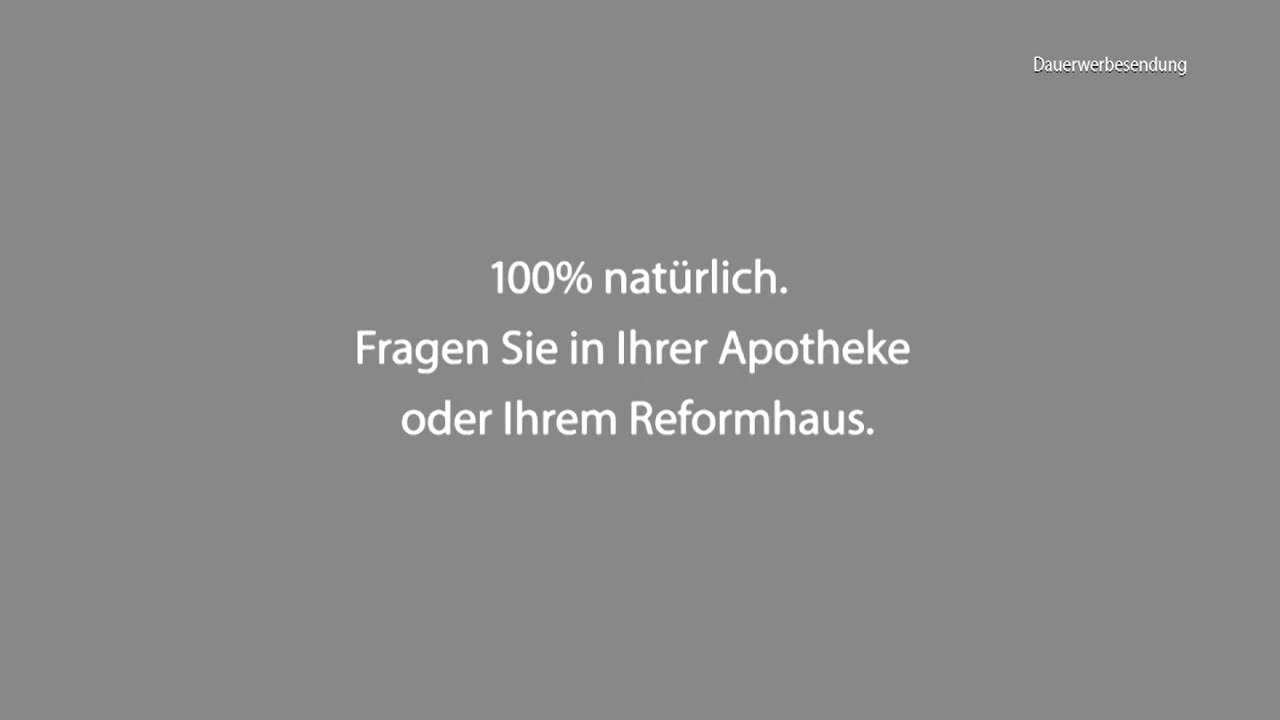 Dauerwerbesendung
100% natürlich.
Fragen Sie in Ihrer Apotheke
oder Ihrem Reformhaus.